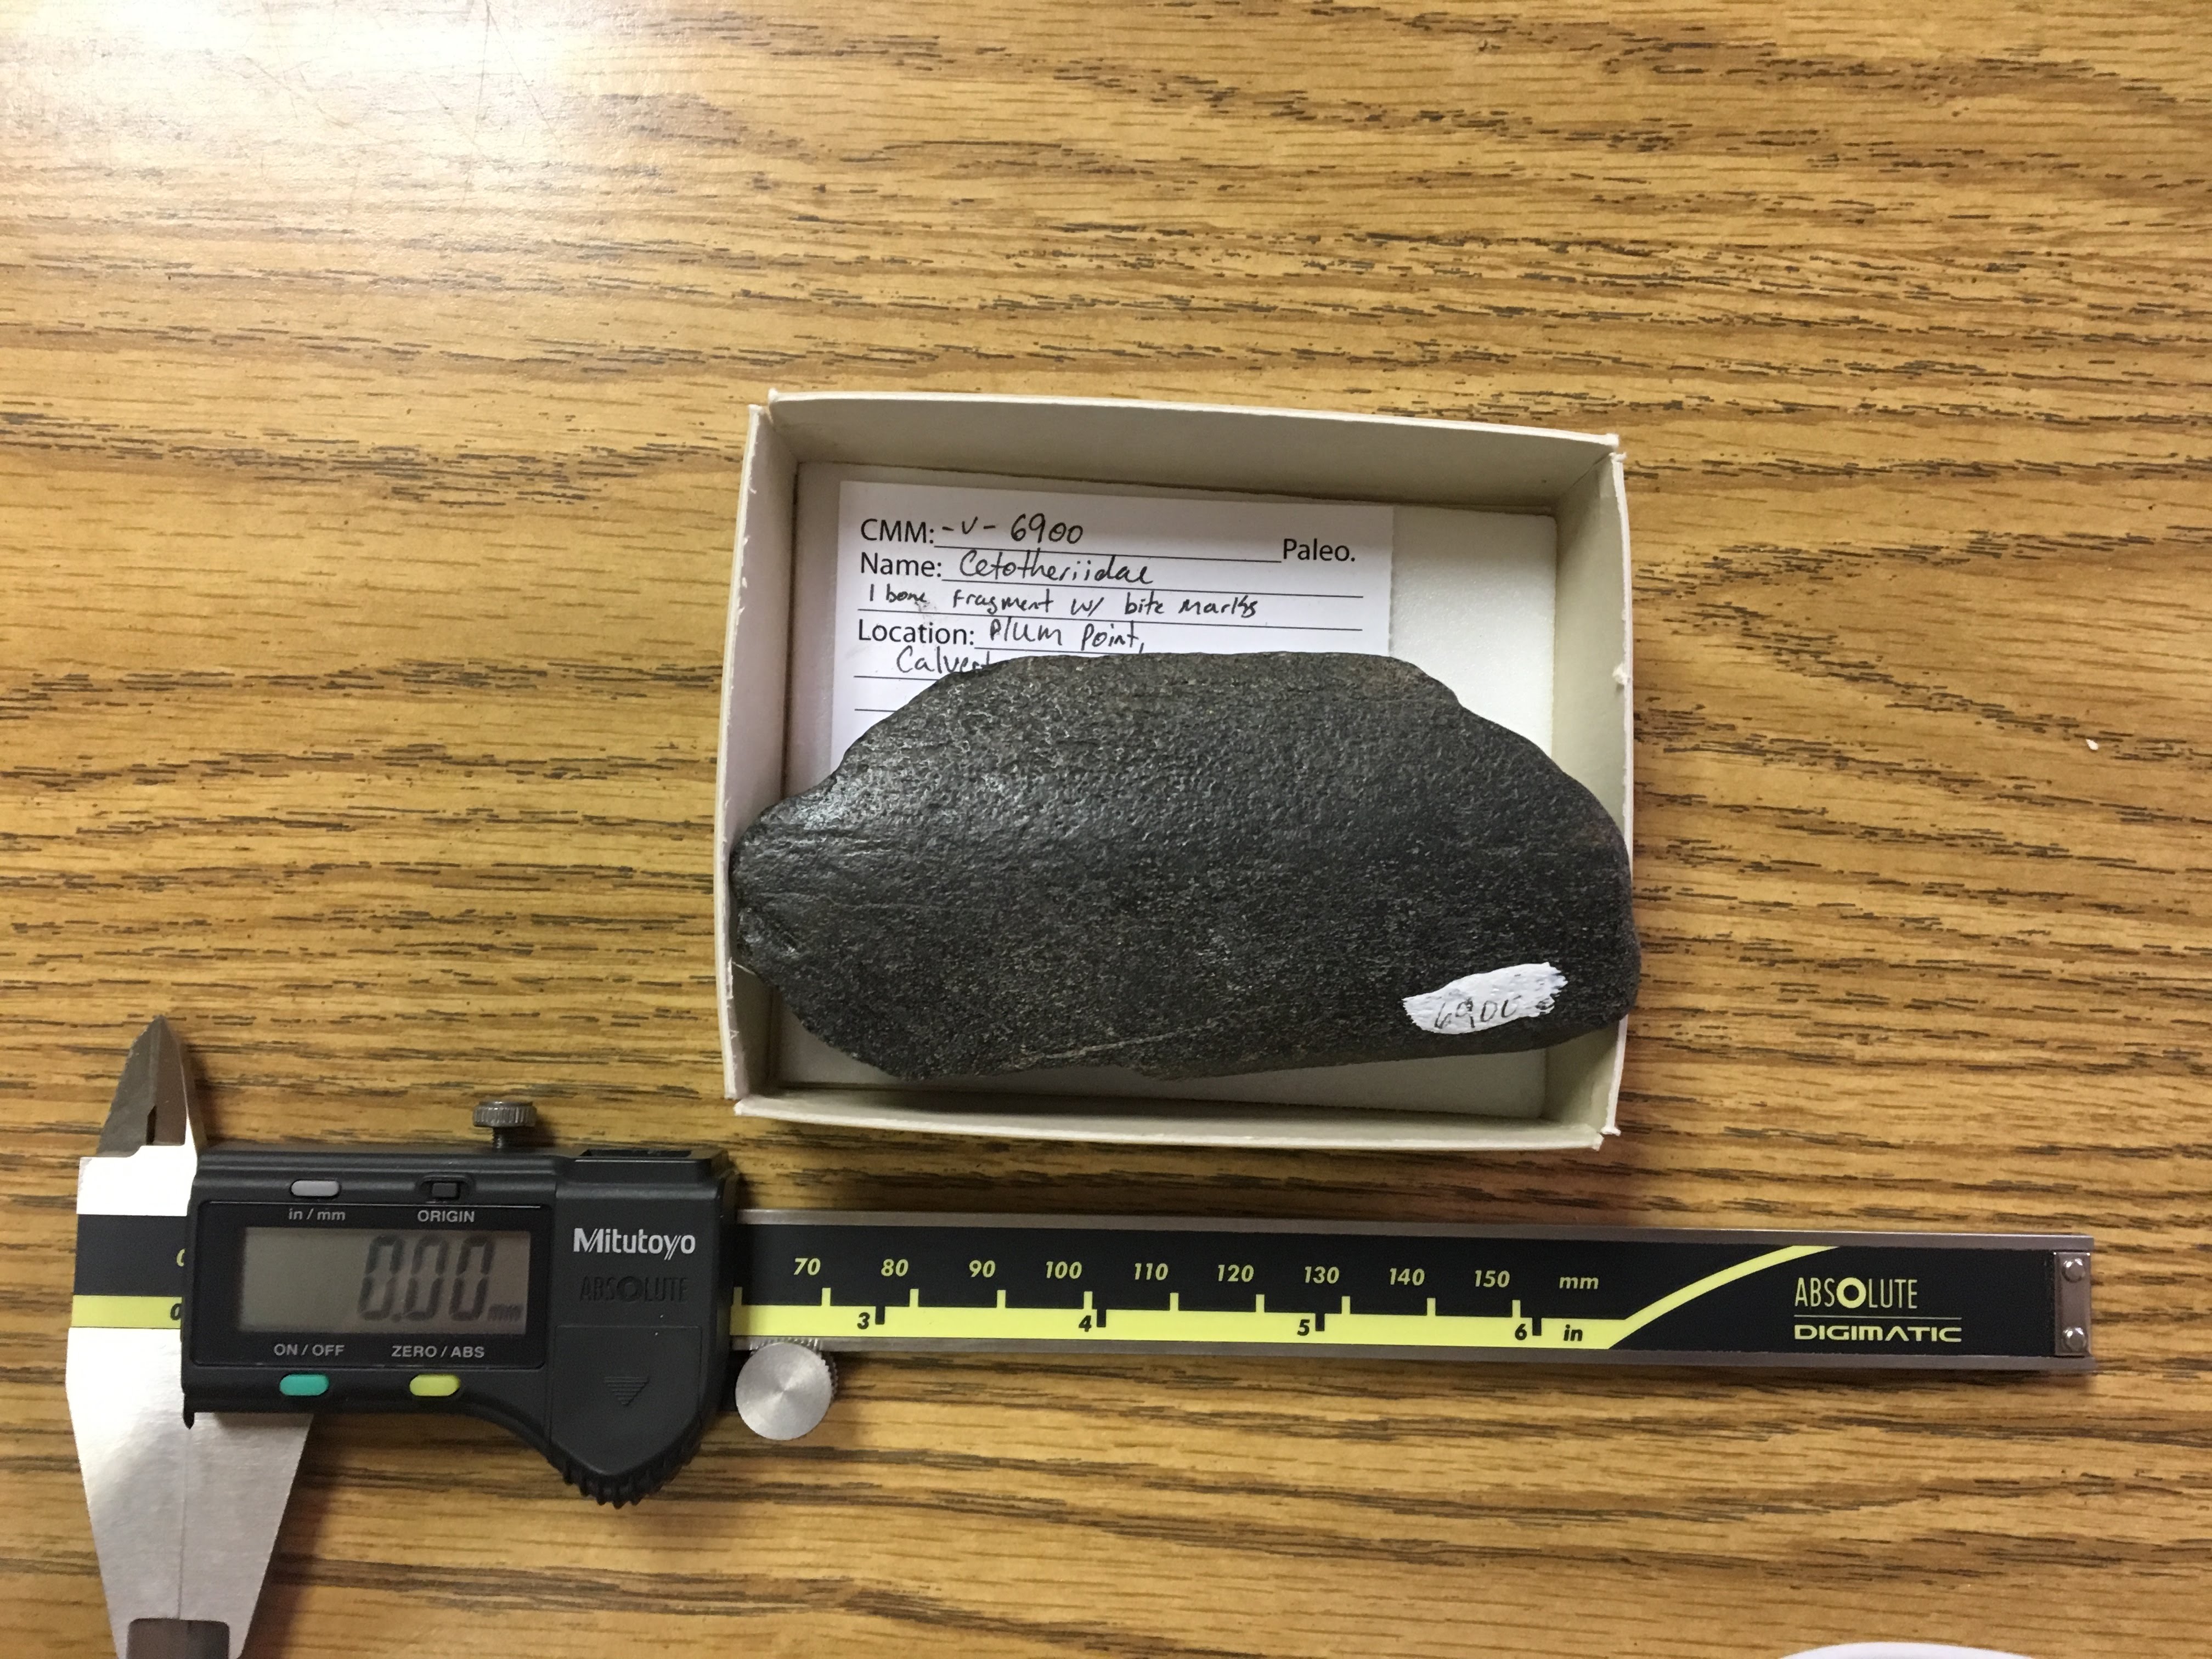 CMM: -V- 6900
Name: Cetotheriidae Paleo.
1 bone fragment w/ bite marks
Location: Plum Point,
6900
0
0
in/mm
ORIGIN
ON / OFF
ZERO / ABS
0.00 mm
Mitutoyo
ABSOLUTE
70 80 90 100 110 120 130 140 150 mm
3 4 5 6 in
ABSOLUTE
DIGIMATIC